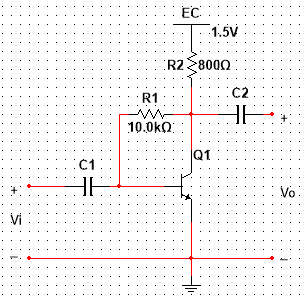 EC
1.5V
R2 800Ω
R1
10.0kΩ
C2
+
Q1
C1
+
Vi
Vo
−
−